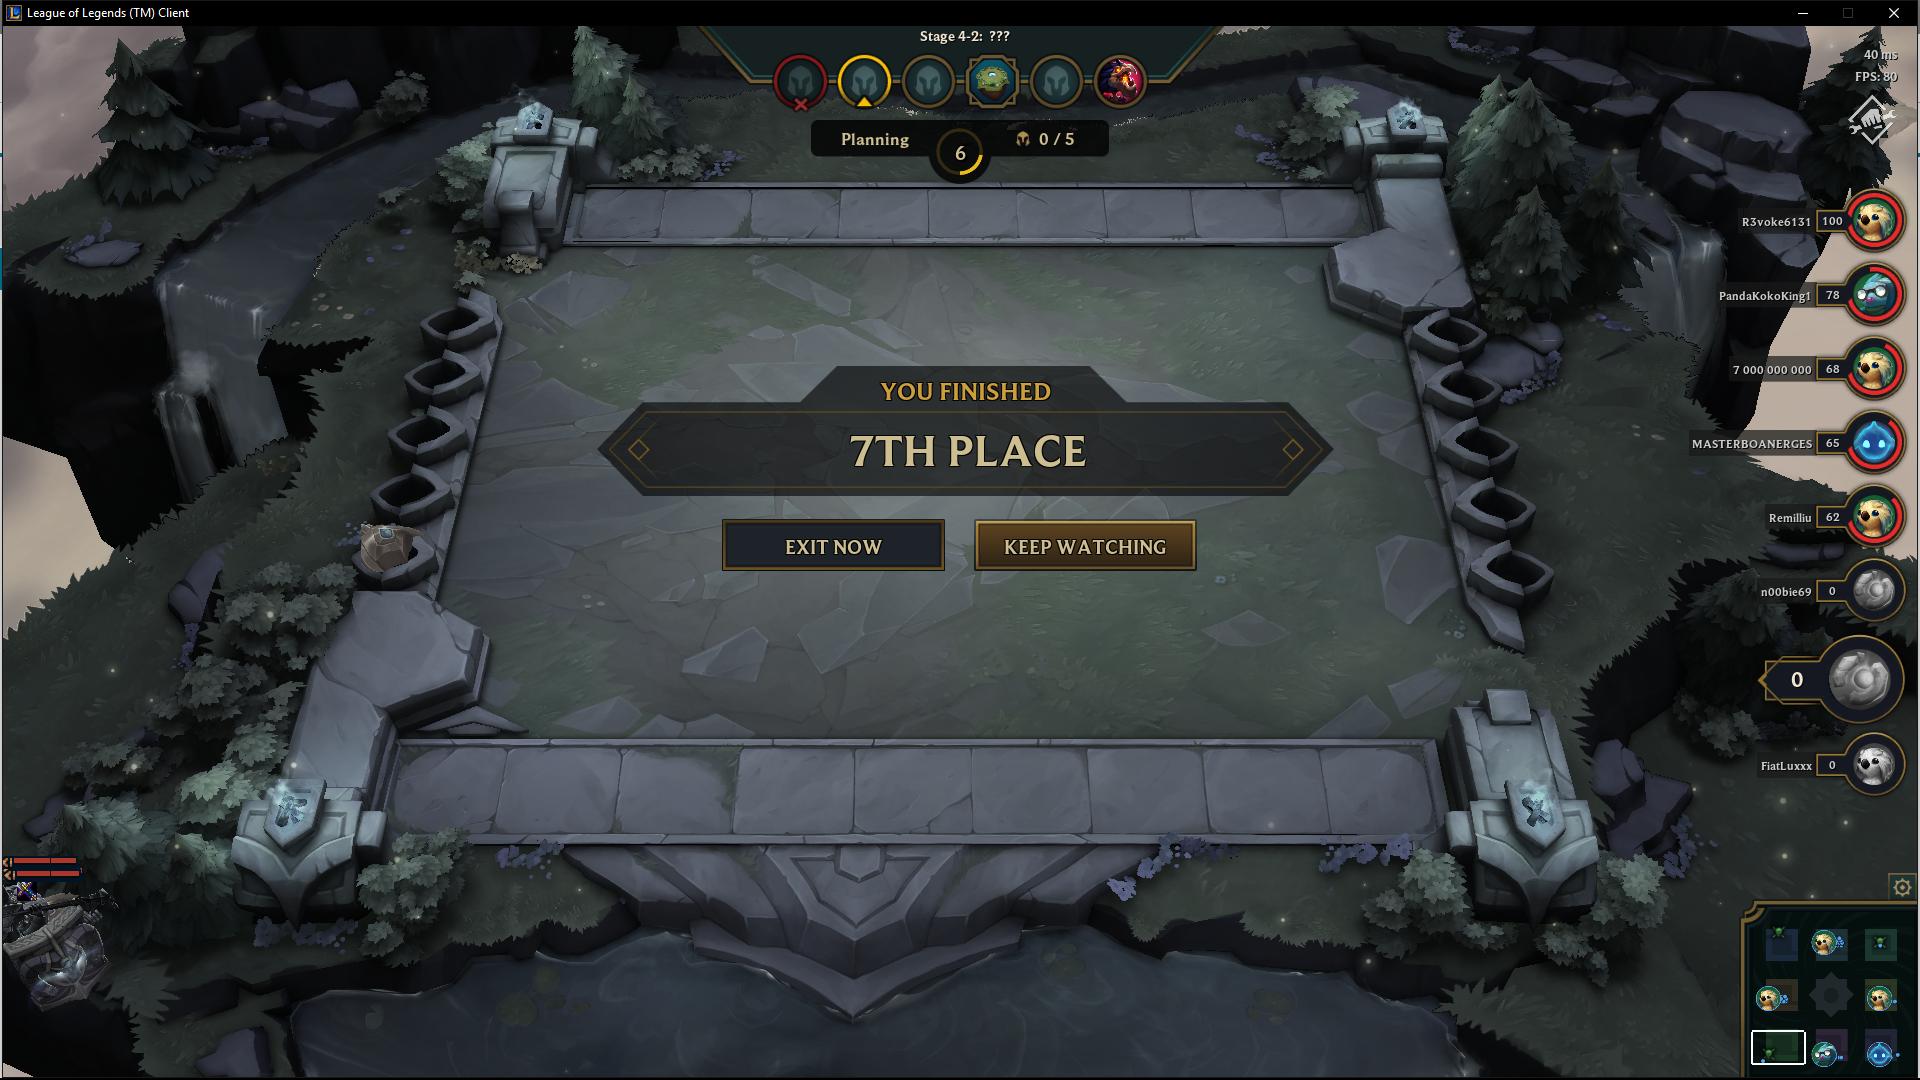 League of Legends (TM) Client
Stage 4-2: ???
40 ms
FPS: 80
Planning
6
0 / 5
R3voke6131 100
PandaKokoKing1 78
7 000 000 000 68
YOU FINISHED
7TH PLACE
MASTERBOANERGES 65
Remilliu 62
EXIT NOW
KEEP WATCHING
n00bie69 0
0
FiatLuxxx 0